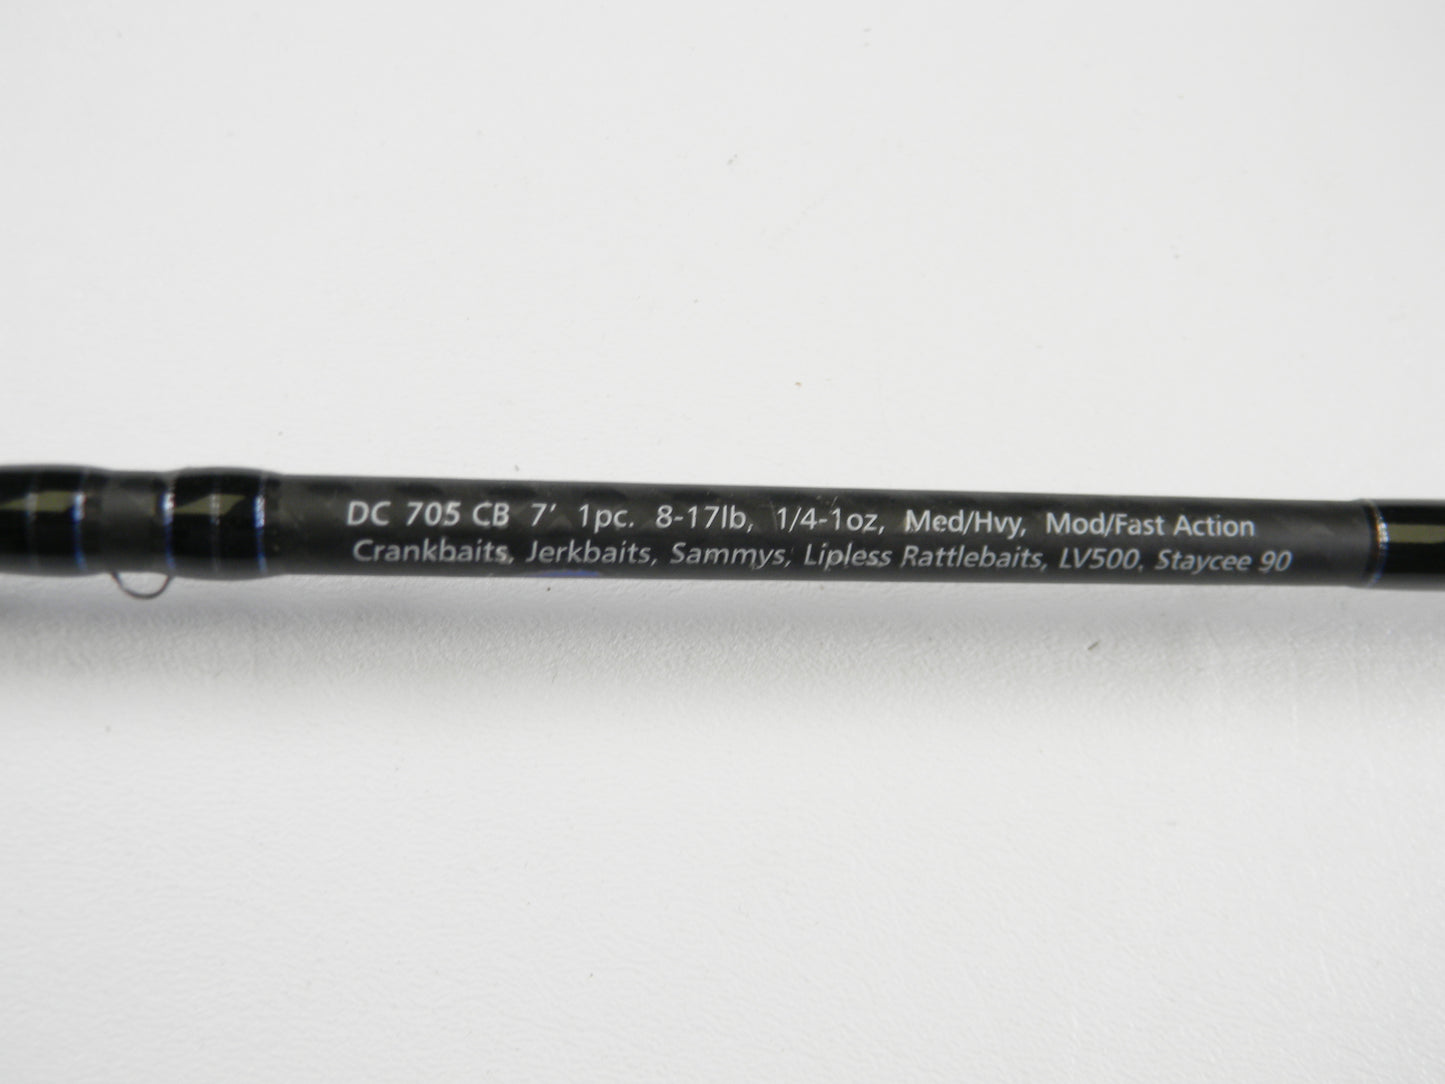 DC 705 CB 7' 1pc. 8-17lb, 1/4-1oz, Med/Hvy, Mod/Fast Action
Crankbaits, Jerkbaits, Sammys, Lipless Rattlebaits, LV500, Staycee 90